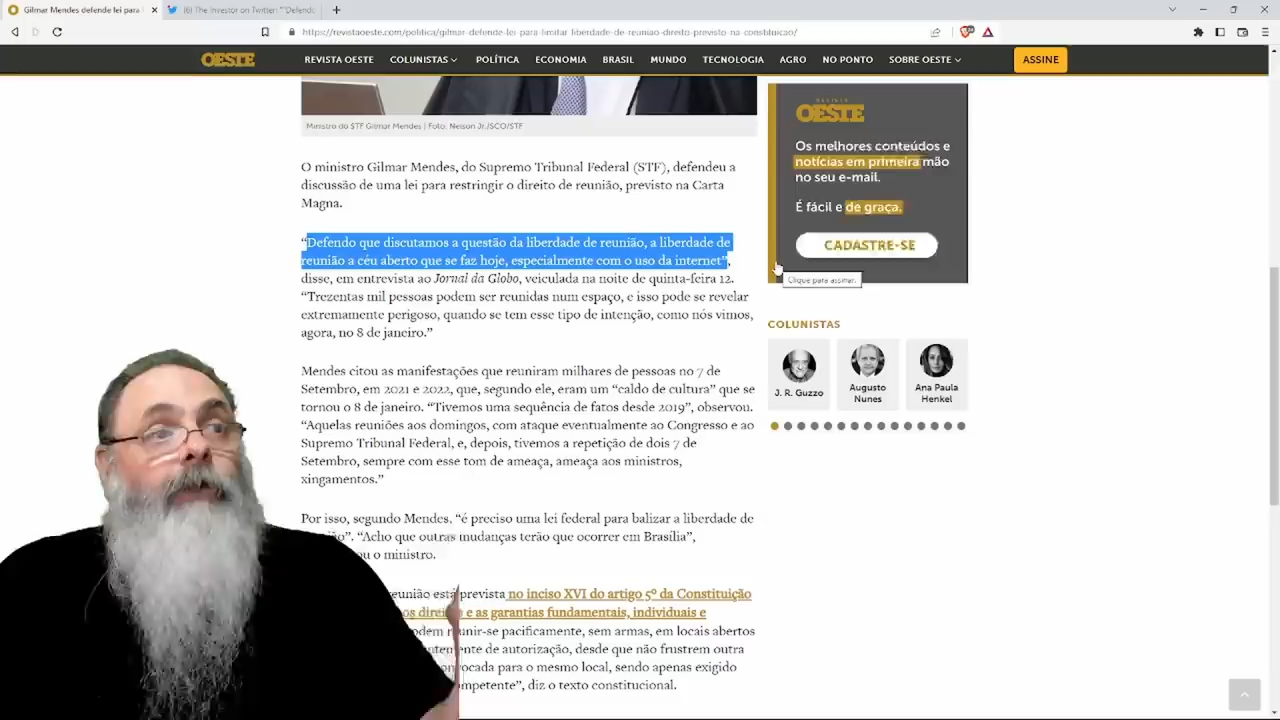 Gilmar Mendes defende lei para
(6) The Investor on Twitter: ""Defendo
https://revistaoeste.com/politica/gilmar-defende-lei-para-limitar-liberdade-de-reuniao-direito-previsto-na-constituicao/
OESTE
REVISTA OESTE COLUNISTAS POLÍTICA ECONOMIA BRASIL MUNDO TECNOLOGIA AGRO NO PONTO SOBRE OESTE ASSINE
Ministro do STF Gilmar Mendes | Foto: Nelson Jr./SCO/STF
O ministro Gilmar Mendes, do Supremo Tribunal Federal (STF), defendeu a
discussão de uma lei para restringir o direito de reunião, previsto na Carta
Magna.
“Defendo que discutamos a questão da liberdade de reunião, a liberdade de
reunião a céu aberto que se faz hoje, especialmente com o uso da internet”,
disse, em entrevista ao Jornal da Globo, veiculada na noite de quinta-feira 12.
“Trezentas mil pessoas podem ser reunidas num espaço, e isso pode se revelar
extremamente perigoso, quando se tem esse tipo de intenção, como nós vimos,
agora, no 8 de janeiro.”
Mendes citou as manifestações que reuniram milhares de pessoas no 7 de
Setembro, em 2021 e 2022, que, segundo ele, eram um “caldo de cultura” que se
tornou o 8 de janeiro. “Tivemos uma sequência de fatos desde 2019”, observou.
“Aquelas reuniões aos domingos, com ataque eventualmente ao Congresso e ao
Supremo Tribunal Federal, e, depois, tivemos a repetição de dois 7 de
Setembro, sempre com esse tom de ameaça, ameaça aos ministros,
xingamentos.”
Por isso, segundo Mendes, “é preciso uma lei federal para balizar a liberdade de
“Acho que outras mudanças terão que ocorrer em Brasília”,
ou o ministro.
prevista no inciso XVI do artigo 5º da Constituição
e as garantias fundamentais, individuais e
reunir-se pacificamente, sem armas, em locais abertos
de autorização, desde que não frustrem outra
para o mesmo local, sendo apenas exigido
diz o texto constitucional.
REVISTA
OESTE
Os melhores conteúdos e
notícias em primeira mão
no seu e-mail.
É fácil e de graça.
CADASTRE-SE
Clique para assinar.
COLUNISTAS
J. R. Guzzo
Augusto
Nunes
Ana Paula
Henkel